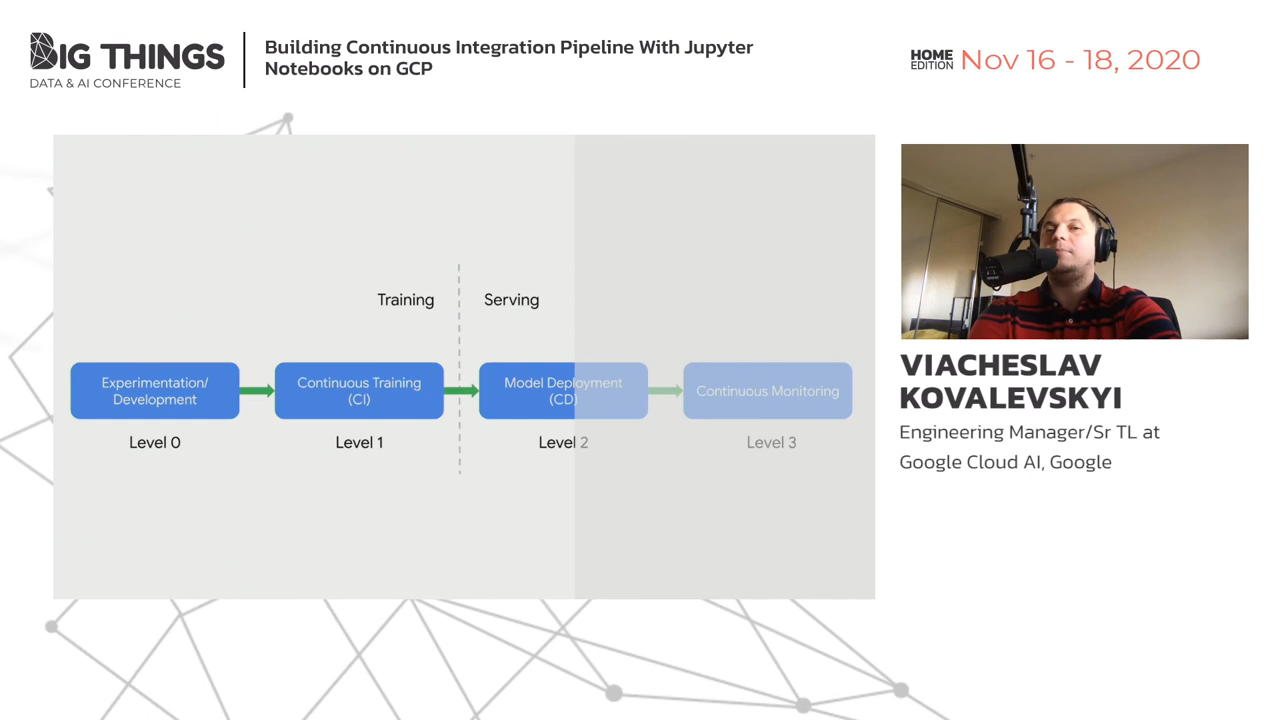 BIG THINGS
DATA & AI CONFERENCE
Building Continuous Integration Pipeline With Jupyter
Notebooks on GCP
HOME
EDITION
Nov 16 - 18, 2020
Training
Serving
Experimentation/
Development
Continuous Training
(CI)
Model Deployment
(CD)
Continuous Monitoring
Level 0
Level 1
Level 2
Level 3
VIACHESLAV
KOVALEVSKYI
Engineering Manager/Sr TL at
Google Cloud AI, Google